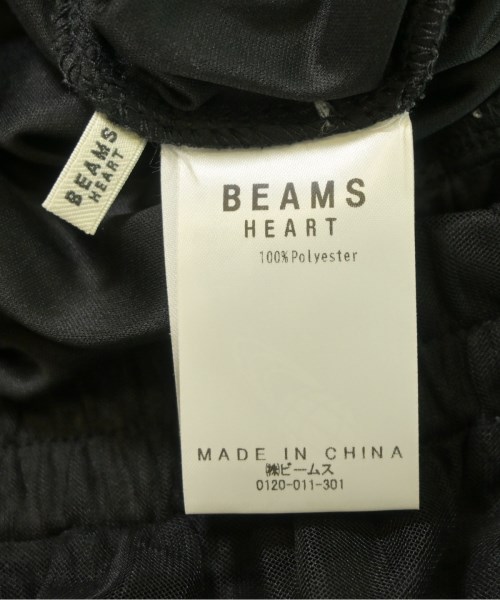 BEAMS
HEART
BEAMS
HEART
100%Polyester
MADE IN CHINA
㈱ビームス
0120-011-301